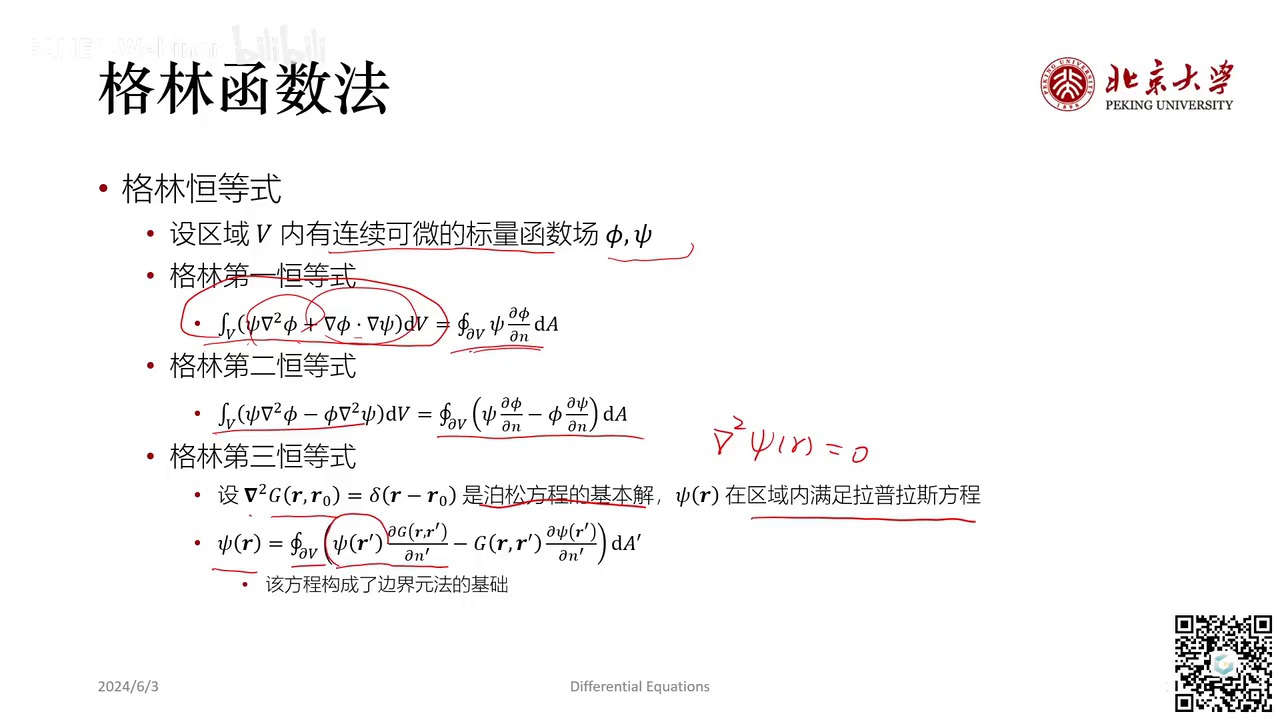 bilibili
格林函数法
北京大学
PEKING UNIVERSITY
• 格林恒等式
• 设区域 V 内有连续可微的标量函数场 ϕ, ψ
• 格林第一恒等式
• ∫_V (ψ∇²ϕ + ∇ϕ · ∇ψ)dV = ∮_∂V ψ ∂ϕ/∂n dA
• 格林第二恒等式
• ∫_V (ψ∇²ϕ − ϕ∇²ψ)dV = ∮_∂V (ψ ∂ϕ/∂n − ϕ ∂ψ/∂n) dA
∇²ψ(r) = 0
• 格林第三恒等式
• 设 ∇²G(r, r₀) = δ(r − r₀) 是泊松方程的基本解，ψ(r) 在区域内满足拉普拉斯方程
• ψ(r) = ∮_∂V (ψ(r′) ∂G(r,r′)/∂n′ − G(r, r′) ∂ψ(r′)/∂n′) dA′
• 该方程构成了边界元法的基础
2024/6/3
Differential Equations